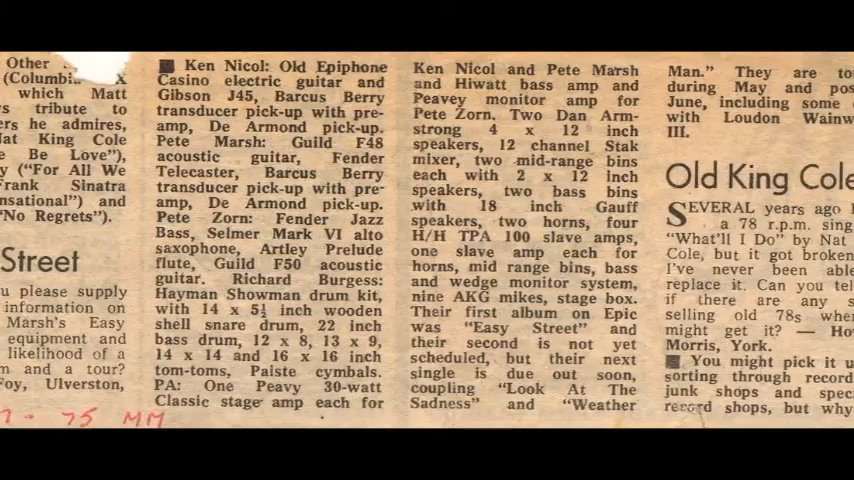 Other
(Columbia X
which Matt
s tribute to
ers he admires,
Nat King Cole
e Be Love"),
y ("For All We
Frank Sinatra
nsational") and
"No Regrets").
Street
u please supply
information on
Marsh's Easy
equipment and
likelihood of a
m and a tour?
Foy, Ulverston,
75 MM
Ken Nicol: Old Epiphone
Casino electric guitar and
Gibson J45, Barcus Berry
transducer pick-up with pre-
amp, De Armond pick-up.
Pete Marsh: Guild F48
acoustic guitar, Fender
Telecaster, Barcus Berry
transducer pick-up with pre-
amp, De Armond pick-up.
Pete Zorn: Fender Jazz
Bass, Selmer Mark VI alto
saxophone, Artley Prelude
flute, Guild F50 acoustic
guitar. Richard Burgess:
Hayman Showman drum kit,
with 14 x 5½ inch wooden
shell snare drum, 22 inch
bass drum, 12 x 8, 13 x 9,
14 x 14 and 16 x 16 inch
tom-toms, Paiste cymbals.
PA: One Peavy 30-watt
Classic stage amp each for
Ken Nicol and Pete Marsh
and Hiwatt bass amp and
Peavey monitor amp for
Pete Zorn. Two Dan Arm-
strong 4 x 12 inch
speakers, 12 channel Stak
mixer, two mid-range bins
each with 2 x 12 inch
speakers, two bass bins
with 18 inch Gauff
speakers, two horns, four
H/H TPA 100 slave amps,
one slave amp each for
horns, mid range bins, bass
and wedge monitor system,
nine AKG mikes, stage box.
Their first album on Epic
was "Easy Street" and
their second is not yet
scheduled, but their next
single is due out soon,
coupling "Look At The
Sadness" and "Weather
Man." They are to
during May and pos
June, including some
with Loudon Wainw
III.
Old King Cole
SEVERAL years ago I
a 78 r.p.m. sing
"What'll I Do" by Nat
Cole, but it got broken
I've never been able
replace it. Can you tel
if there are any s
selling old 78s wher
might get it? — Ho
Morris, York.
You might pick it u
sorting through record
junk shops and spec
record shops, but why